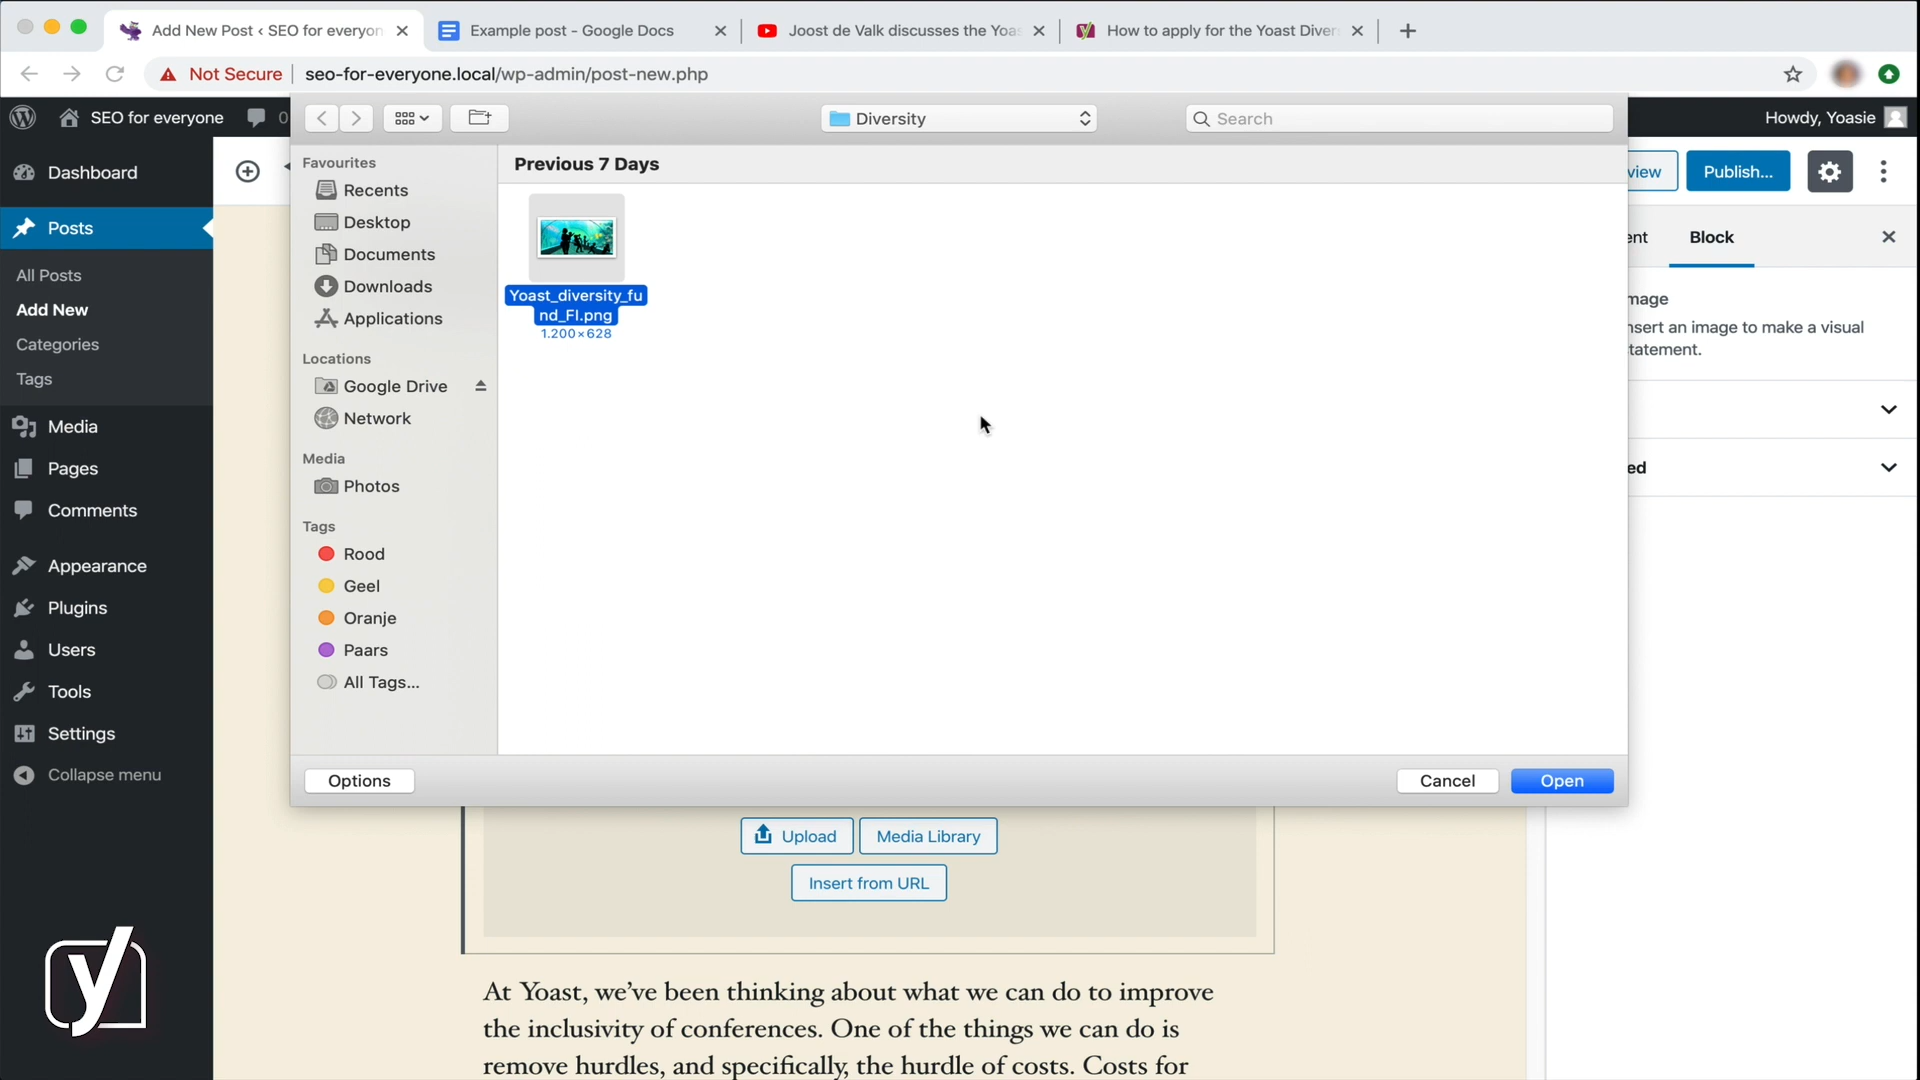 Add New Post ‹ SEO for everyon
Example post - Google Docs
Joost de Valk discusses the Yoas
How to apply for the Yoast Diver
Not Secure
seo-for-everyone.local/wp-admin/post-new.php
SEO for everyone
0
Howdy, Yoasie
Diversity
Search
Dashboard
Posts
All Posts
Add New
Categories
Tags
Media
Pages
Comments
Appearance
Plugins
Users
Tools
Settings
Collapse menu
Favourites
Recents
Desktop
Documents
Downloads
Applications
Locations
Google Drive
Network
Media
Photos
Tags
Rood
Geel
Oranje
Paars
All Tags...
Previous 7 Days
Yoast_diversity_fu
nd_FI.png
1.200×628
Options
Cancel
Open
view
Publish...
ent
Block
mage
nsert an image to make a visual
tatement.
ed
Upload
Media Library
Insert from URL
At Yoast, we've been thinking about what we can do to improve
the inclusivity of conferences. One of the things we can do is
remove hurdles, and specifically, the hurdle of costs. Costs for
y